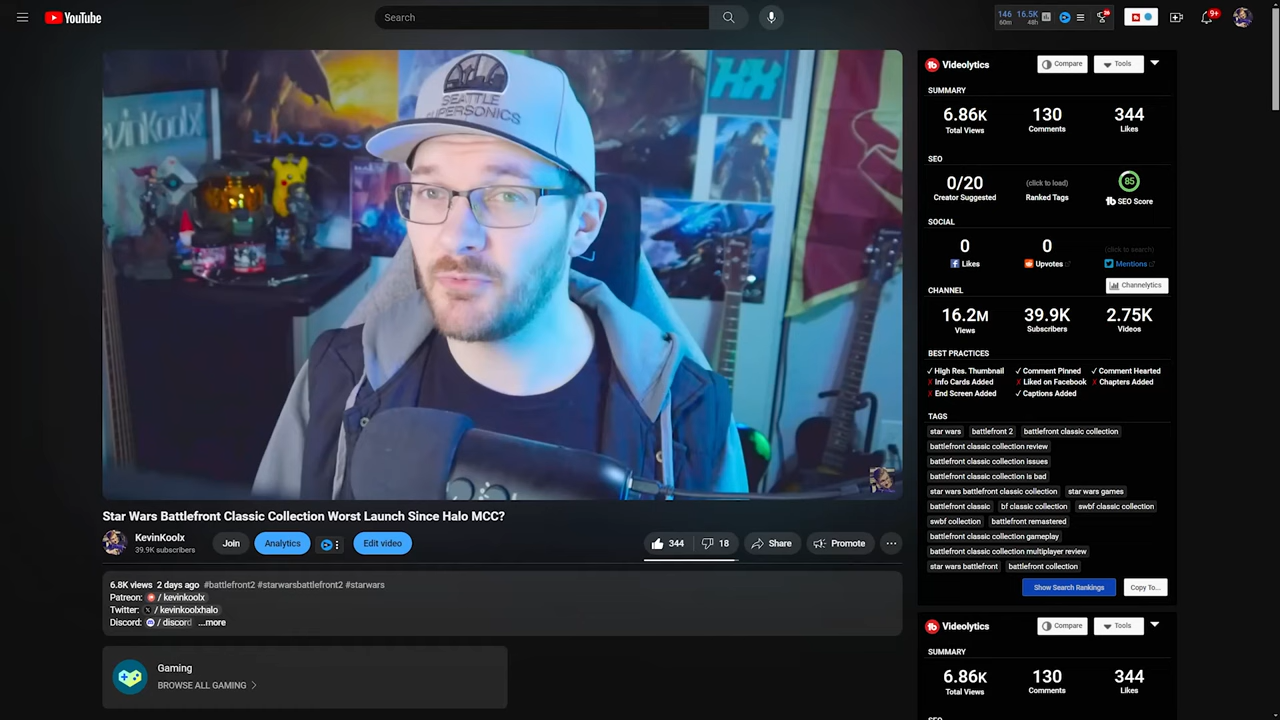 YouTube
Search
146 16.5K
60m 48h
9+
kevinkoolx
HALO 3
SEATTLE
SUPERSONICS
Star Wars Battlefront Classic Collection Worst Launch Since Halo MCC?
KevinKoolx
39.9K subscribers
Join
Analytics
Edit video
344
18
Share
Promote
6.8K views 2 days ago #battlefront2 #starwarsbattlefront2 #starwars
Patreon: / kevinkoolx
Twitter: / kevinkoolxhalo
Discord: / discord ...more
Gaming
BROWSE ALL GAMING
Videolytics
Compare
Tools
SUMMARY
6.86K 130 344
Total Views Comments Likes
SEO
0/20 (click to load) 85
Creator Suggested Ranked Tags SEO Score
SOCIAL
0 0 (click to search)
Likes Upvotes Mentions
CHANNEL
Channelytics
16.2M 39.9K 2.75K
Views Subscribers Videos
BEST PRACTICES
High Res. Thumbnail Comment Pinned Comment Hearted
Info Cards Added Liked on Facebook Chapters Added
End Screen Added Captions Added
TAGS
star wars battlefront 2 battlefront classic collection
battlefront classic collection review
battlefront classic collection issues
battlefront classic collection is bad
star wars battlefront classic collection star wars games
battlefront classic bf classic collection swbf classic collection
swbf collection battlefront remastered
battlefront classic collection gameplay
battlefront classic collection multiplayer review
star wars battlefront battlefront collection
Show Search Rankings
Copy To...
Videolytics
Compare
Tools
SUMMARY
6.86K 130 344
Total Views Comments Likes